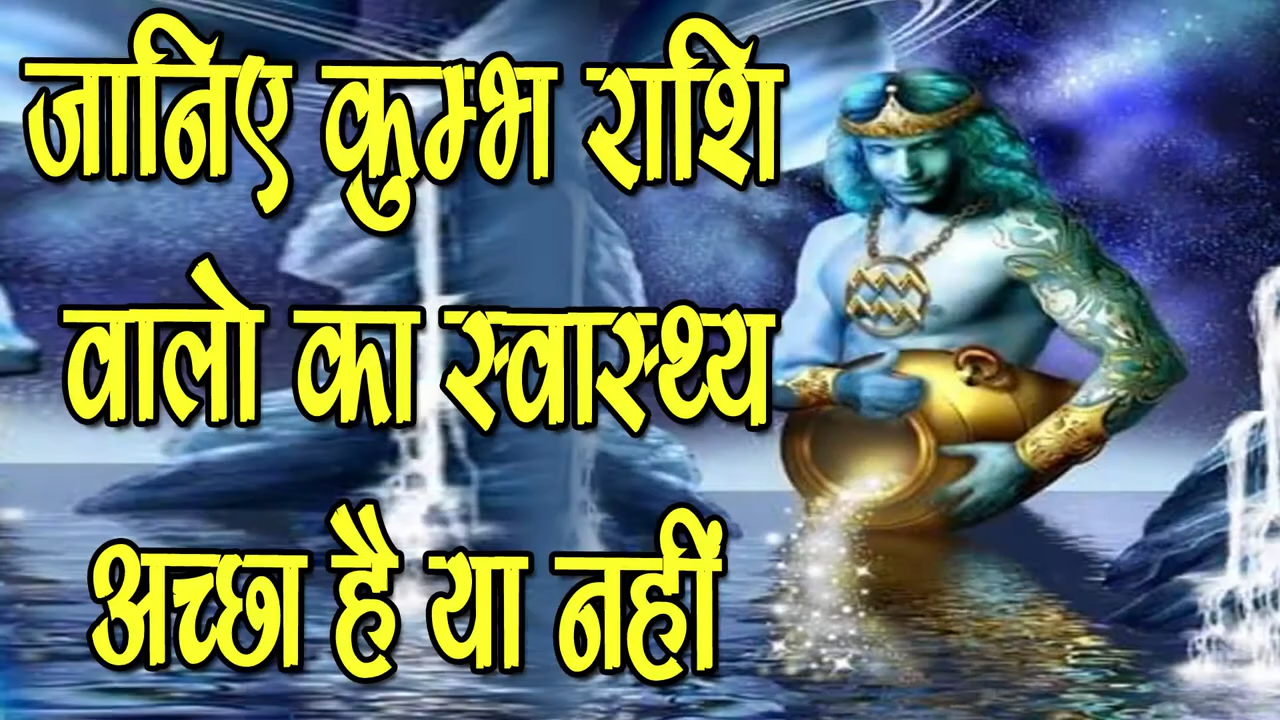 जानिए कुम्भ राशि
वालो का स्वास्थ्य
अच्छा है या नहीं